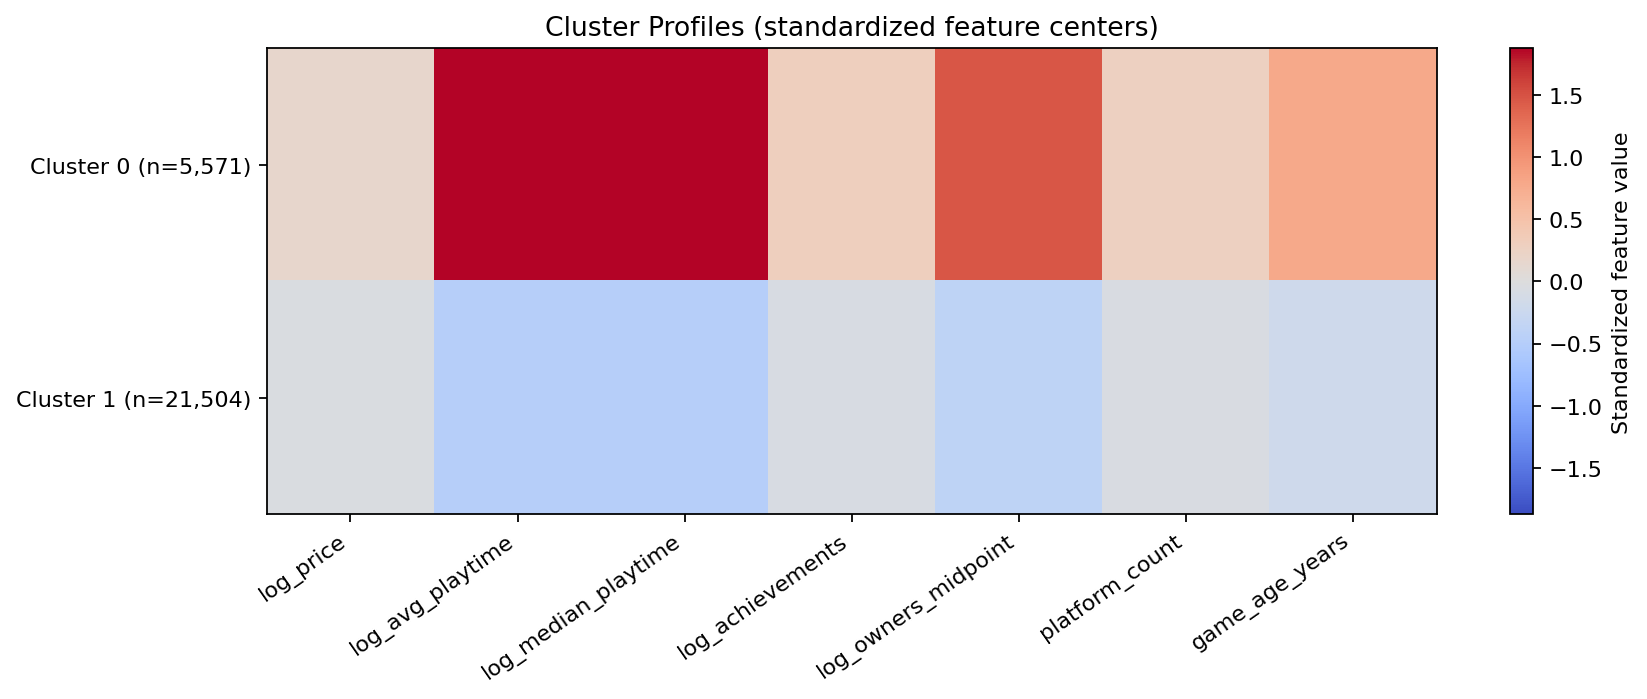 Cluster Profiles (standardized feature centers)
Cluster 0 (n=5,571)
Cluster 1 (n=21,504)
log_price
log_avg_playtime
log_median_playtime
log_achievements
log_owners_midpoint
platform_count
game_age_years
1.5
1.0
0.5
0.0
−0.5
−1.0
−1.5
Standardized feature value